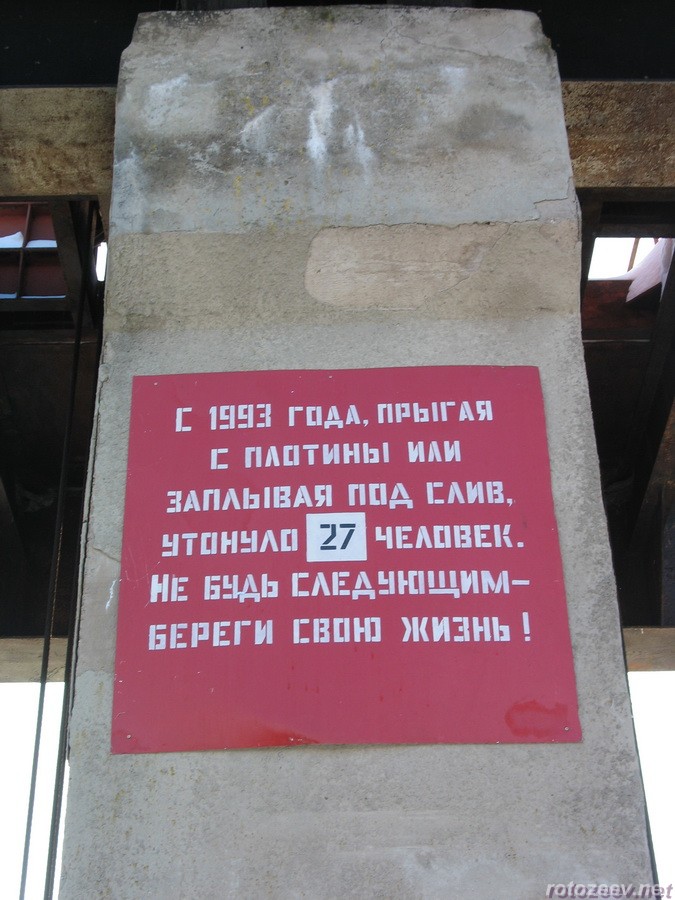 С 1993 ГОДА, ПРЫГАЯ
С ПЛОТИНЫ ИЛИ
ЗАПЛЫВАЯ ПОД СЛИВ,
УТОНУЛО 27 ЧЕЛОВЕК.
НЕ БУДЬ СЛЕДУЮЩИМ-
БЕРЕГИ СВОЮ ЖИЗНЬ!
rotozeev.net